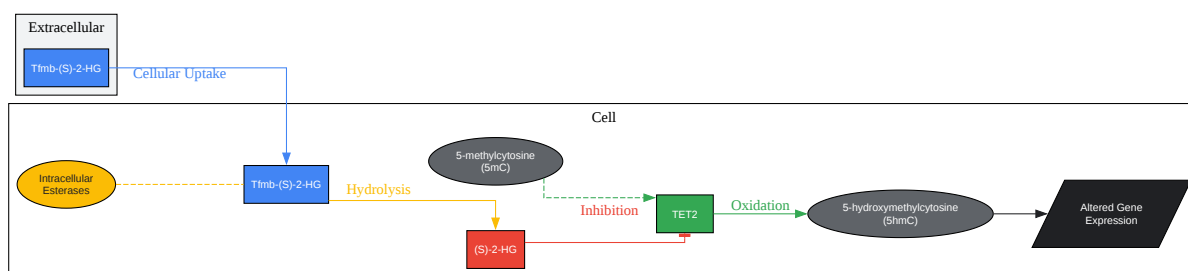 Extracellular
Tfmb-(S)-2-HG
Cellular Uptake
Cell
Intracellular
Esterases
Tfmb-(S)-2-HG
Hydrolysis
(S)-2-HG
5-methylcytosine
(5mC)
Inhibition
TET2
Oxidation
5-hydroxymethylcytosine
(5hmC)
Altered Gene
Expression